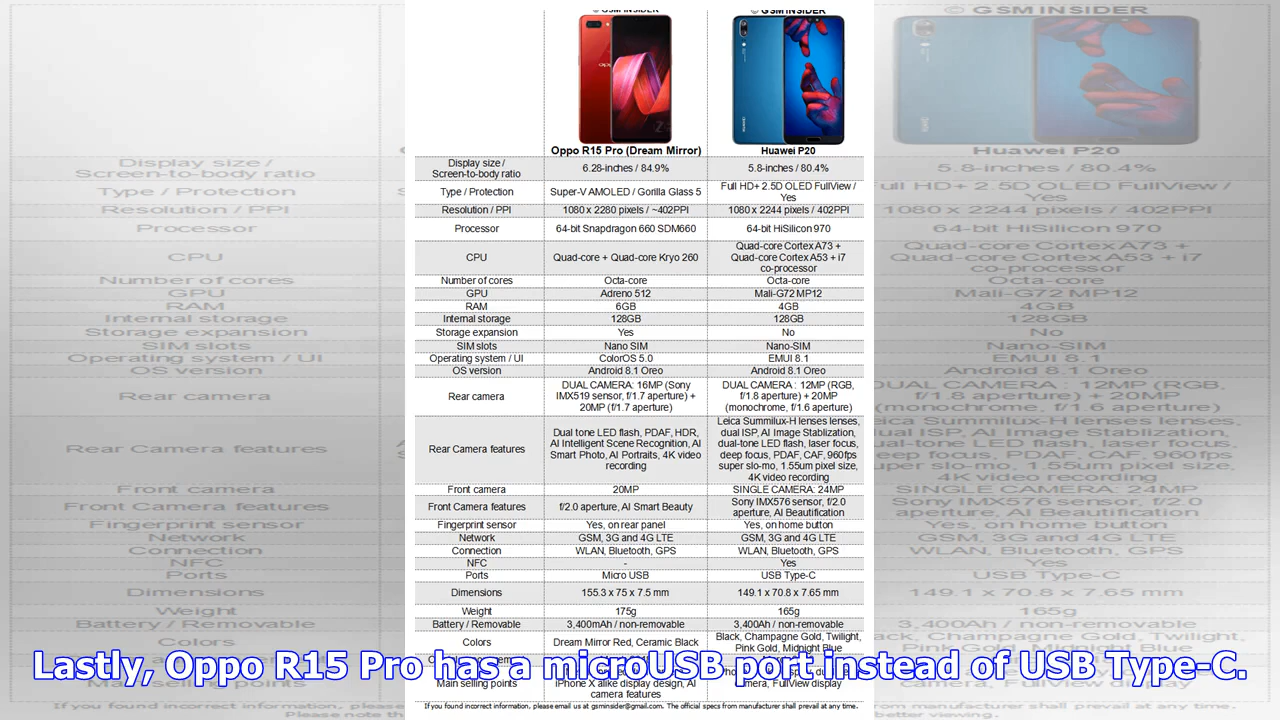 © GSM INSIDER
Oppo R15 Pro (Dream Mirror) Huawei P20
Display size / Screen-to-body ratio 6.28-inches / 84.9% 5.8-inches / 80.4%
Type / Protection Super-V AMOLED / Gorilla Glass 5 Full HD+ 2.5D OLED FullView / Yes
Resolution / PPI 1080 x 2280 pixels / ~402PPI 1080 x 2244 pixels / 402PPI
Processor 64-bit Snapdragon 660 SDM660 64-bit HiSilicon 970
CPU Quad-core + Quad-core Kryo 260 Quad-core Cortex A73 + Quad-core Cortex A53 + i7 co-processor
Number of cores Octa-core Octa-core
GPU Adreno 512 Mali-G72 MP12
RAM 6GB 4GB
Internal storage 128GB 128GB
Storage expansion Yes No
SIM slots Nano SIM Nano-SIM
Operating system / UI ColorOS 5.0 EMUI 8.1
OS version Android 8.1 Oreo Android 8.1 Oreo
Rear camera DUAL CAMERA: 16MP (Sony IMX519 sensor, f/1.7 aperture) + 20MP (f/1.7 aperture) DUAL CAMERA : 12MP (RGB, f/1.8 aperture) + 20MP (monochrome, f/1.6 aperture)
Rear Camera features Dual tone LED flash, PDAF, HDR, AI Intelligent Scene Recognition, AI Smart Photo, AI Portraits, 4K video recording Leica Summilux-H lenses lenses, dual ISP, AI Image Stablization, dual-tone LED flash, laser focus, deep focus, PDAF, CAF, 960fps super slo-mo, 1.55um pixel size, 4K video recording
Front camera 20MP SINGLE CAMERA: 24MP
Front Camera features f/2.0 aperture, AI Smart Beauty Sony IMX576 sensor, f/2.0 aperture, AI Beautification
Fingerprint sensor Yes, on rear panel Yes, on home button
Network GSM, 3G and 4G LTE GSM, 3G and 4G LTE
Connection WLAN, Bluetooth, GPS WLAN, Bluetooth, GPS
NFC - Yes
Ports Micro USB USB Type-C
Dimensions 155.3 x 75 x 7.5 mm 149.1 x 70.8 x 7.65 mm
Weight 175g 165g
Battery / Removable 3,400mAh / non-removable 3,400Ah / non-removable
Colors Dream Mirror Red, Ceramic Black Black, Champagne Gold, Twilight, Pink Gold, Midnight Blue
Lastly, Oppo R15 Pro has a microUSB port instead of USB Type-C.
Main selling points iPhone X alike display design, AI camera features camera, FullView display
If you found incorrect information, please email us at gsminsider@gmail.com. The official specs from manufacturer shall prevail at any time.